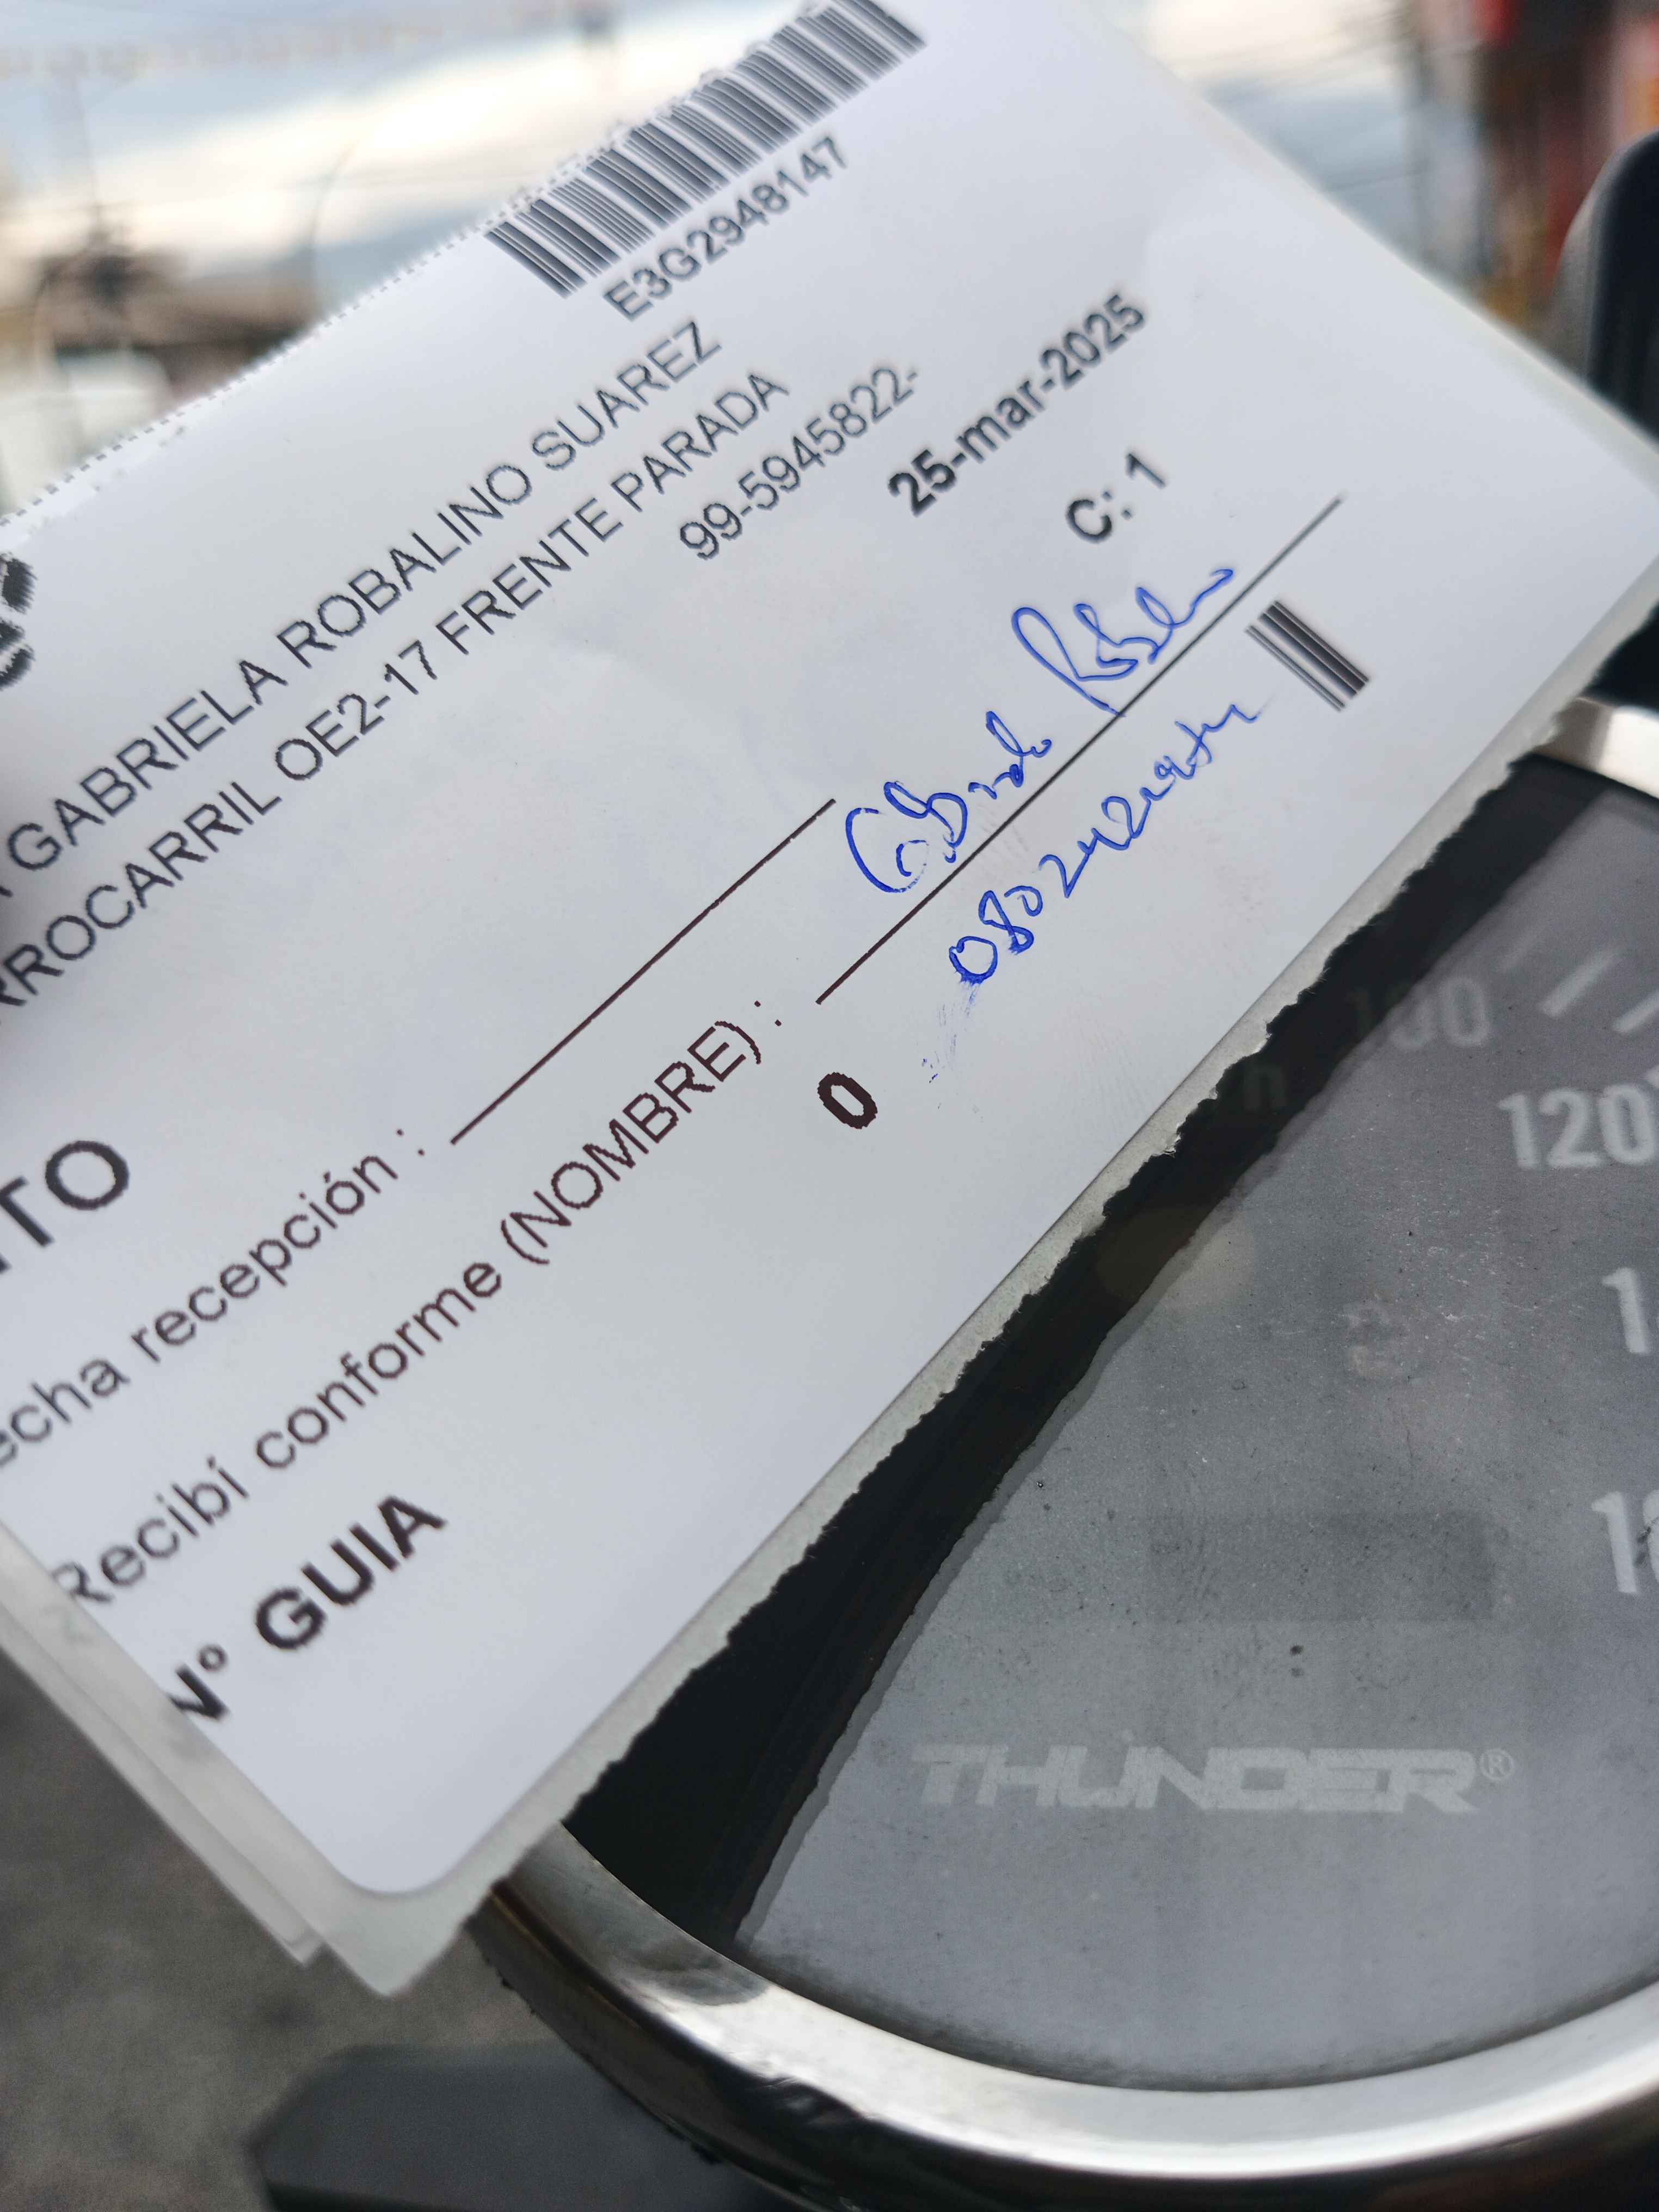 E3G2948147
GABRIELA ROBALINO SUAREZ
RROCARRIL OE2-17 FRENTE PARADA
99-5945822-
25-mar-2025
C: 1
TO
echa recepción :
Recibí conforme (NOMBRE) :
Nº GUIA
0
100
120
THUNDER®